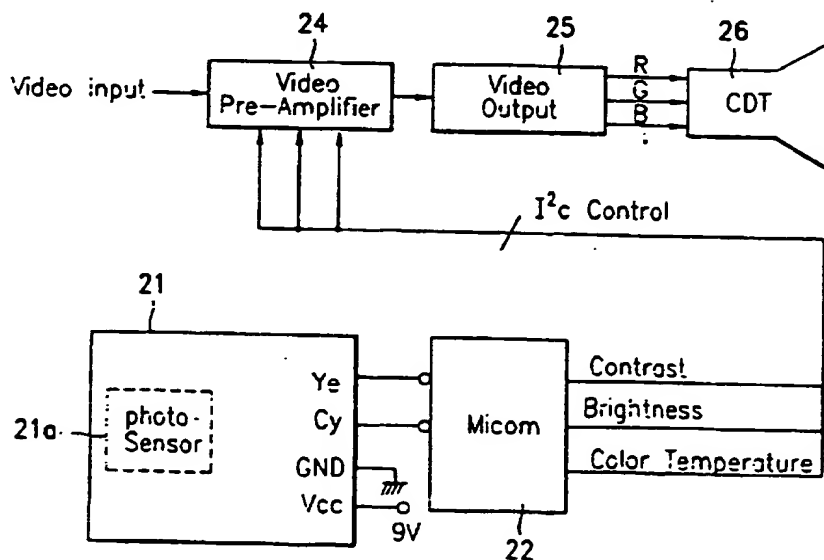 24
25
26
Video input
Video
Pre-Amplifier
Video
Output
R
G
B
CDT
I²c Control
21
21a
photo-
Sensor
Ye
Cy
GND
Vcc
9V
Micom
22
Contrast
Brightness
Color Temperature